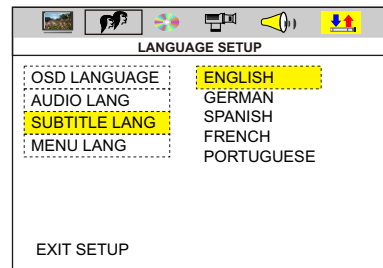 LANGUAGE SETUP
OSD LANGUAGE
AUDIO LANG
SUBTITLE LANG
MENU LANG
ENGLISH
GERMAN
SPANISH
FRENCH
PORTUGUESE
EXIT SETUP